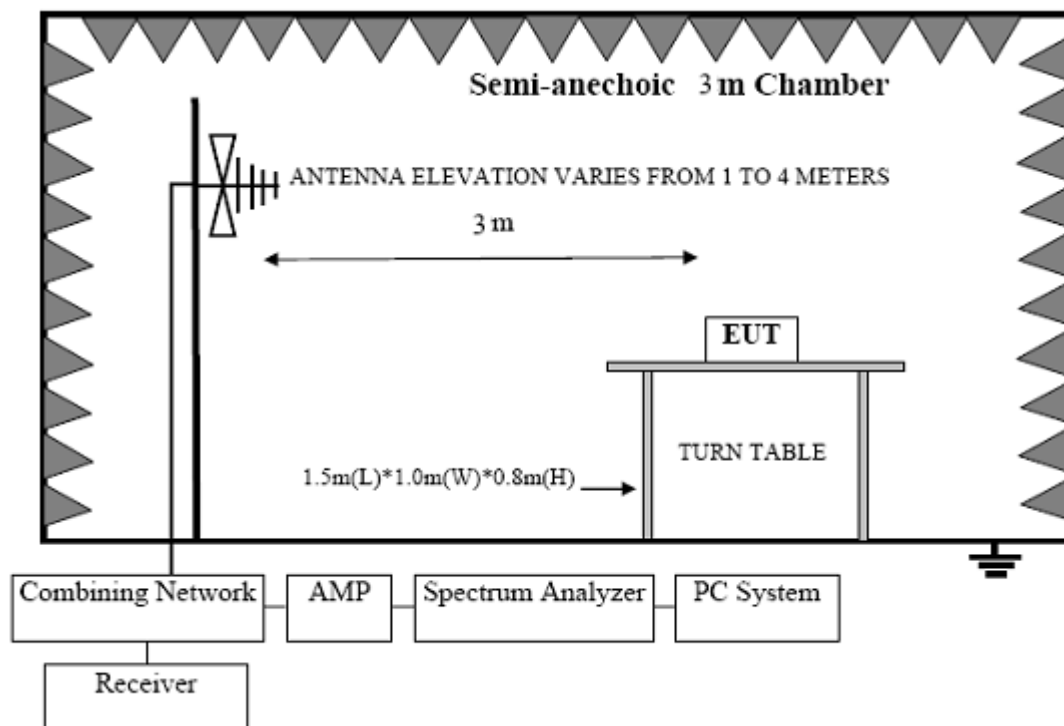 Semi-anechoic 3m Chamber
ANTENNA ELEVATION VARIES FROM 1 TO 4 METERS
3m
EUT
TURN TABLE
1.5m(L)*1.0m(W)*0.8m(H)
Combining Network
AMP
Spectrum Analyzer
PC System
Receiver